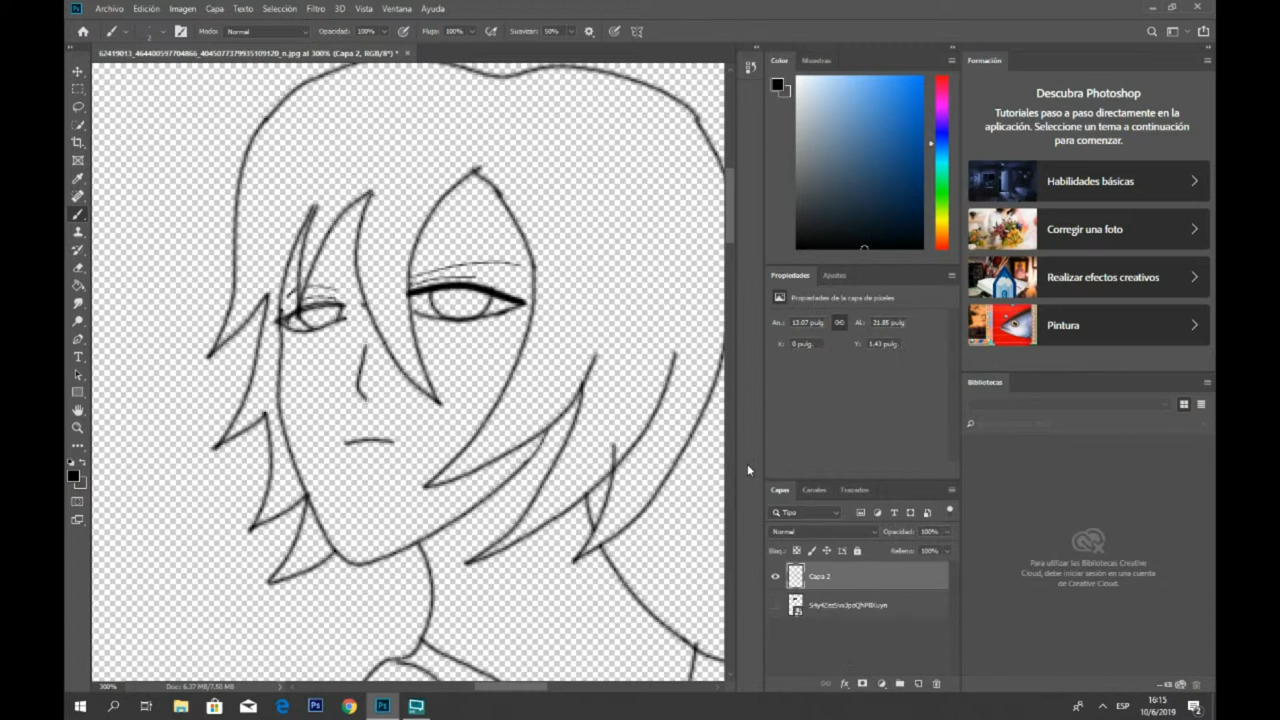 Archivo Edición Imagen Capa Texto Selección Filtro 3D Vista Ventana Ayuda
Modo: Normal Opacidad: 100% Flujo: 100% Suavizar: 50%
62419013_464400597704866_4045077379935109120_n.jpg al 300% (Capa 2, RGB/8*) *
Color Muestras
Formación
Descubra Photoshop
Tutoriales paso a paso directamente en la
aplicación. Seleccione un tema a continuación
para comenzar.
Habilidades básicas
Corregir una foto
Realizar efectos creativos
Pintura
Propiedades Ajustes
Propiedades de la capa de píxeles
An.: 13.07 pulg. Al.: 21.85 pulg.
X: 0 pulg. Y: 1.43 pulg.
Bibliotecas
Para utilizar las Bibliotecas Creative
Cloud, debe iniciar sesión en una cuenta
de Creative Cloud.
Capas Canales Trazados
Tipo
Normal Opacidad: 100%
Bloq.: Relleno: 100%
Capa 2
300% Doc: 6.37 MB/7.58 MB
ESP
16:15
10/6/2019